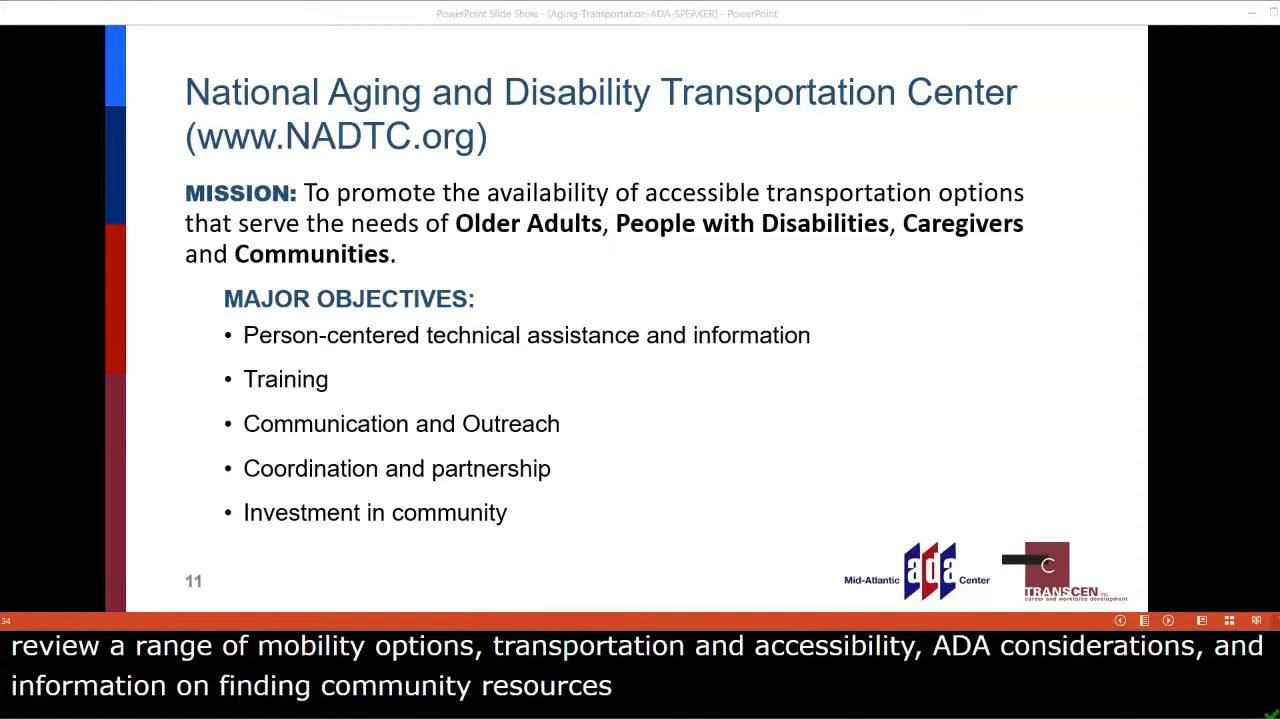 PowerPoint Slide Show - [Aging-Transportation-ADA-SPEAKER] - PowerPoint
National Aging and Disability Transportation Center
(www.NADTC.org)
MISSION: To promote the availability of accessible transportation options
that serve the needs of Older Adults, People with Disabilities, Caregivers
and Communities.
MAJOR OBJECTIVES:
• Person-centered technical assistance and information
• Training
• Communication and Outreach
• Coordination and partnership
• Investment in community
11
Mid-Atlantic ada Center
C
TRANSCEN inc.
career and workforce development
34
review a range of mobility options, transportation and accessibility, ADA considerations, and
information on finding community resources